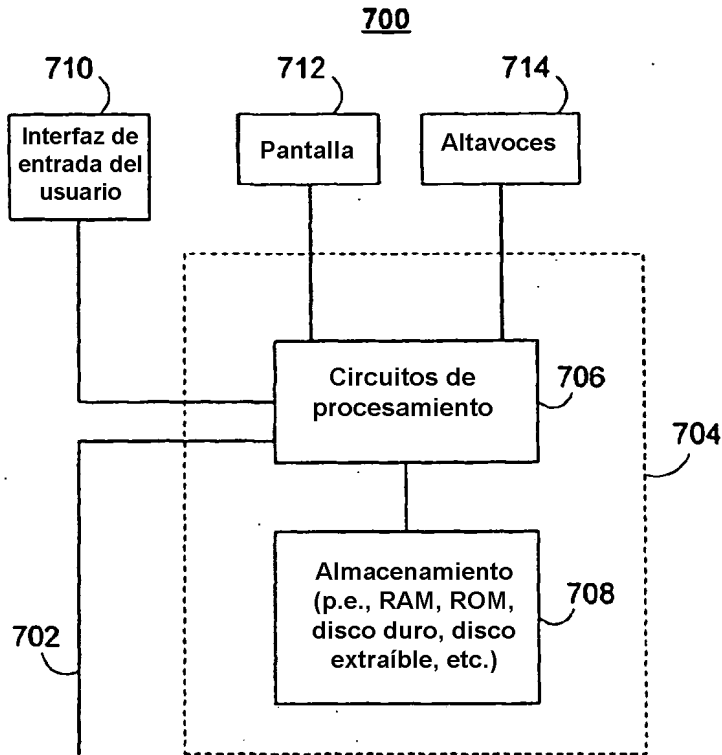 700
710
712
714
Interfaz de
entrada del
usuario
Pantalla
Altavoces
Circuitos de
procesamiento
706
704
Almacenamiento
(p.e., RAM, ROM,
disco duro, disco
extraíble, etc.)
708
702